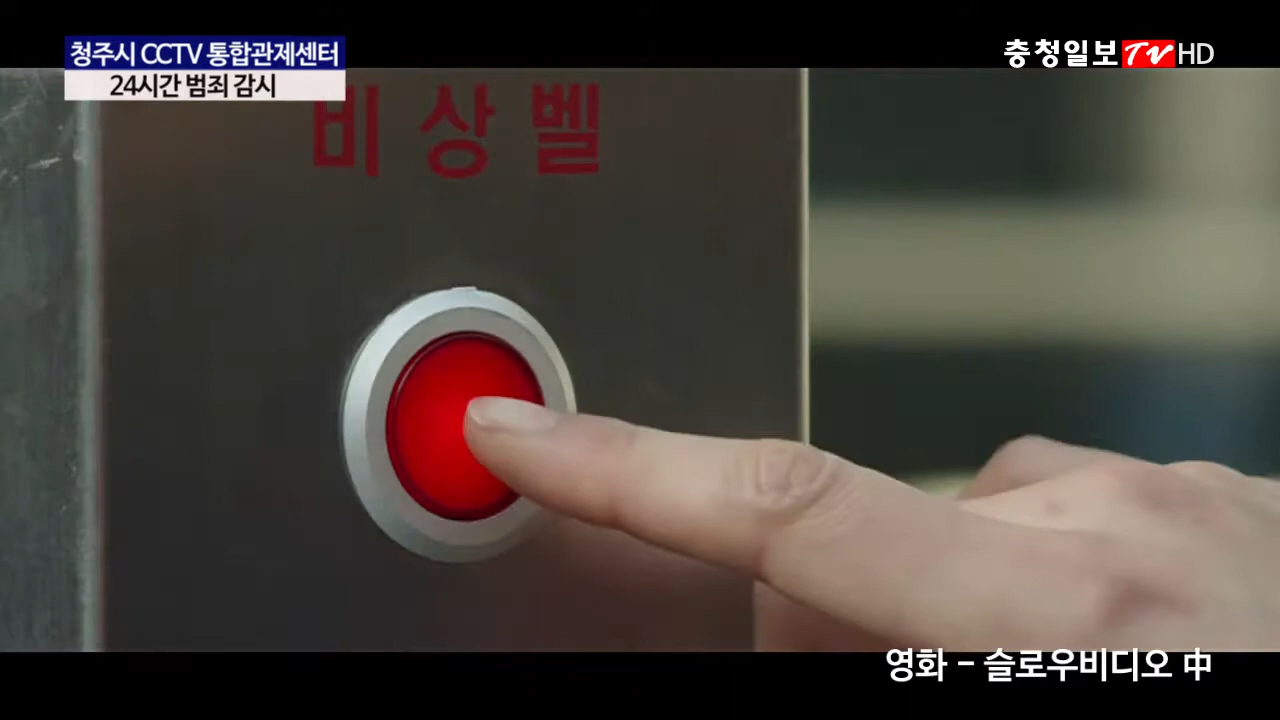 청주시 CCTV 통합관제센터
24시간 범죄 감시
충청일보 TV HD
비상벨
영화 - 슬로우비디오 中